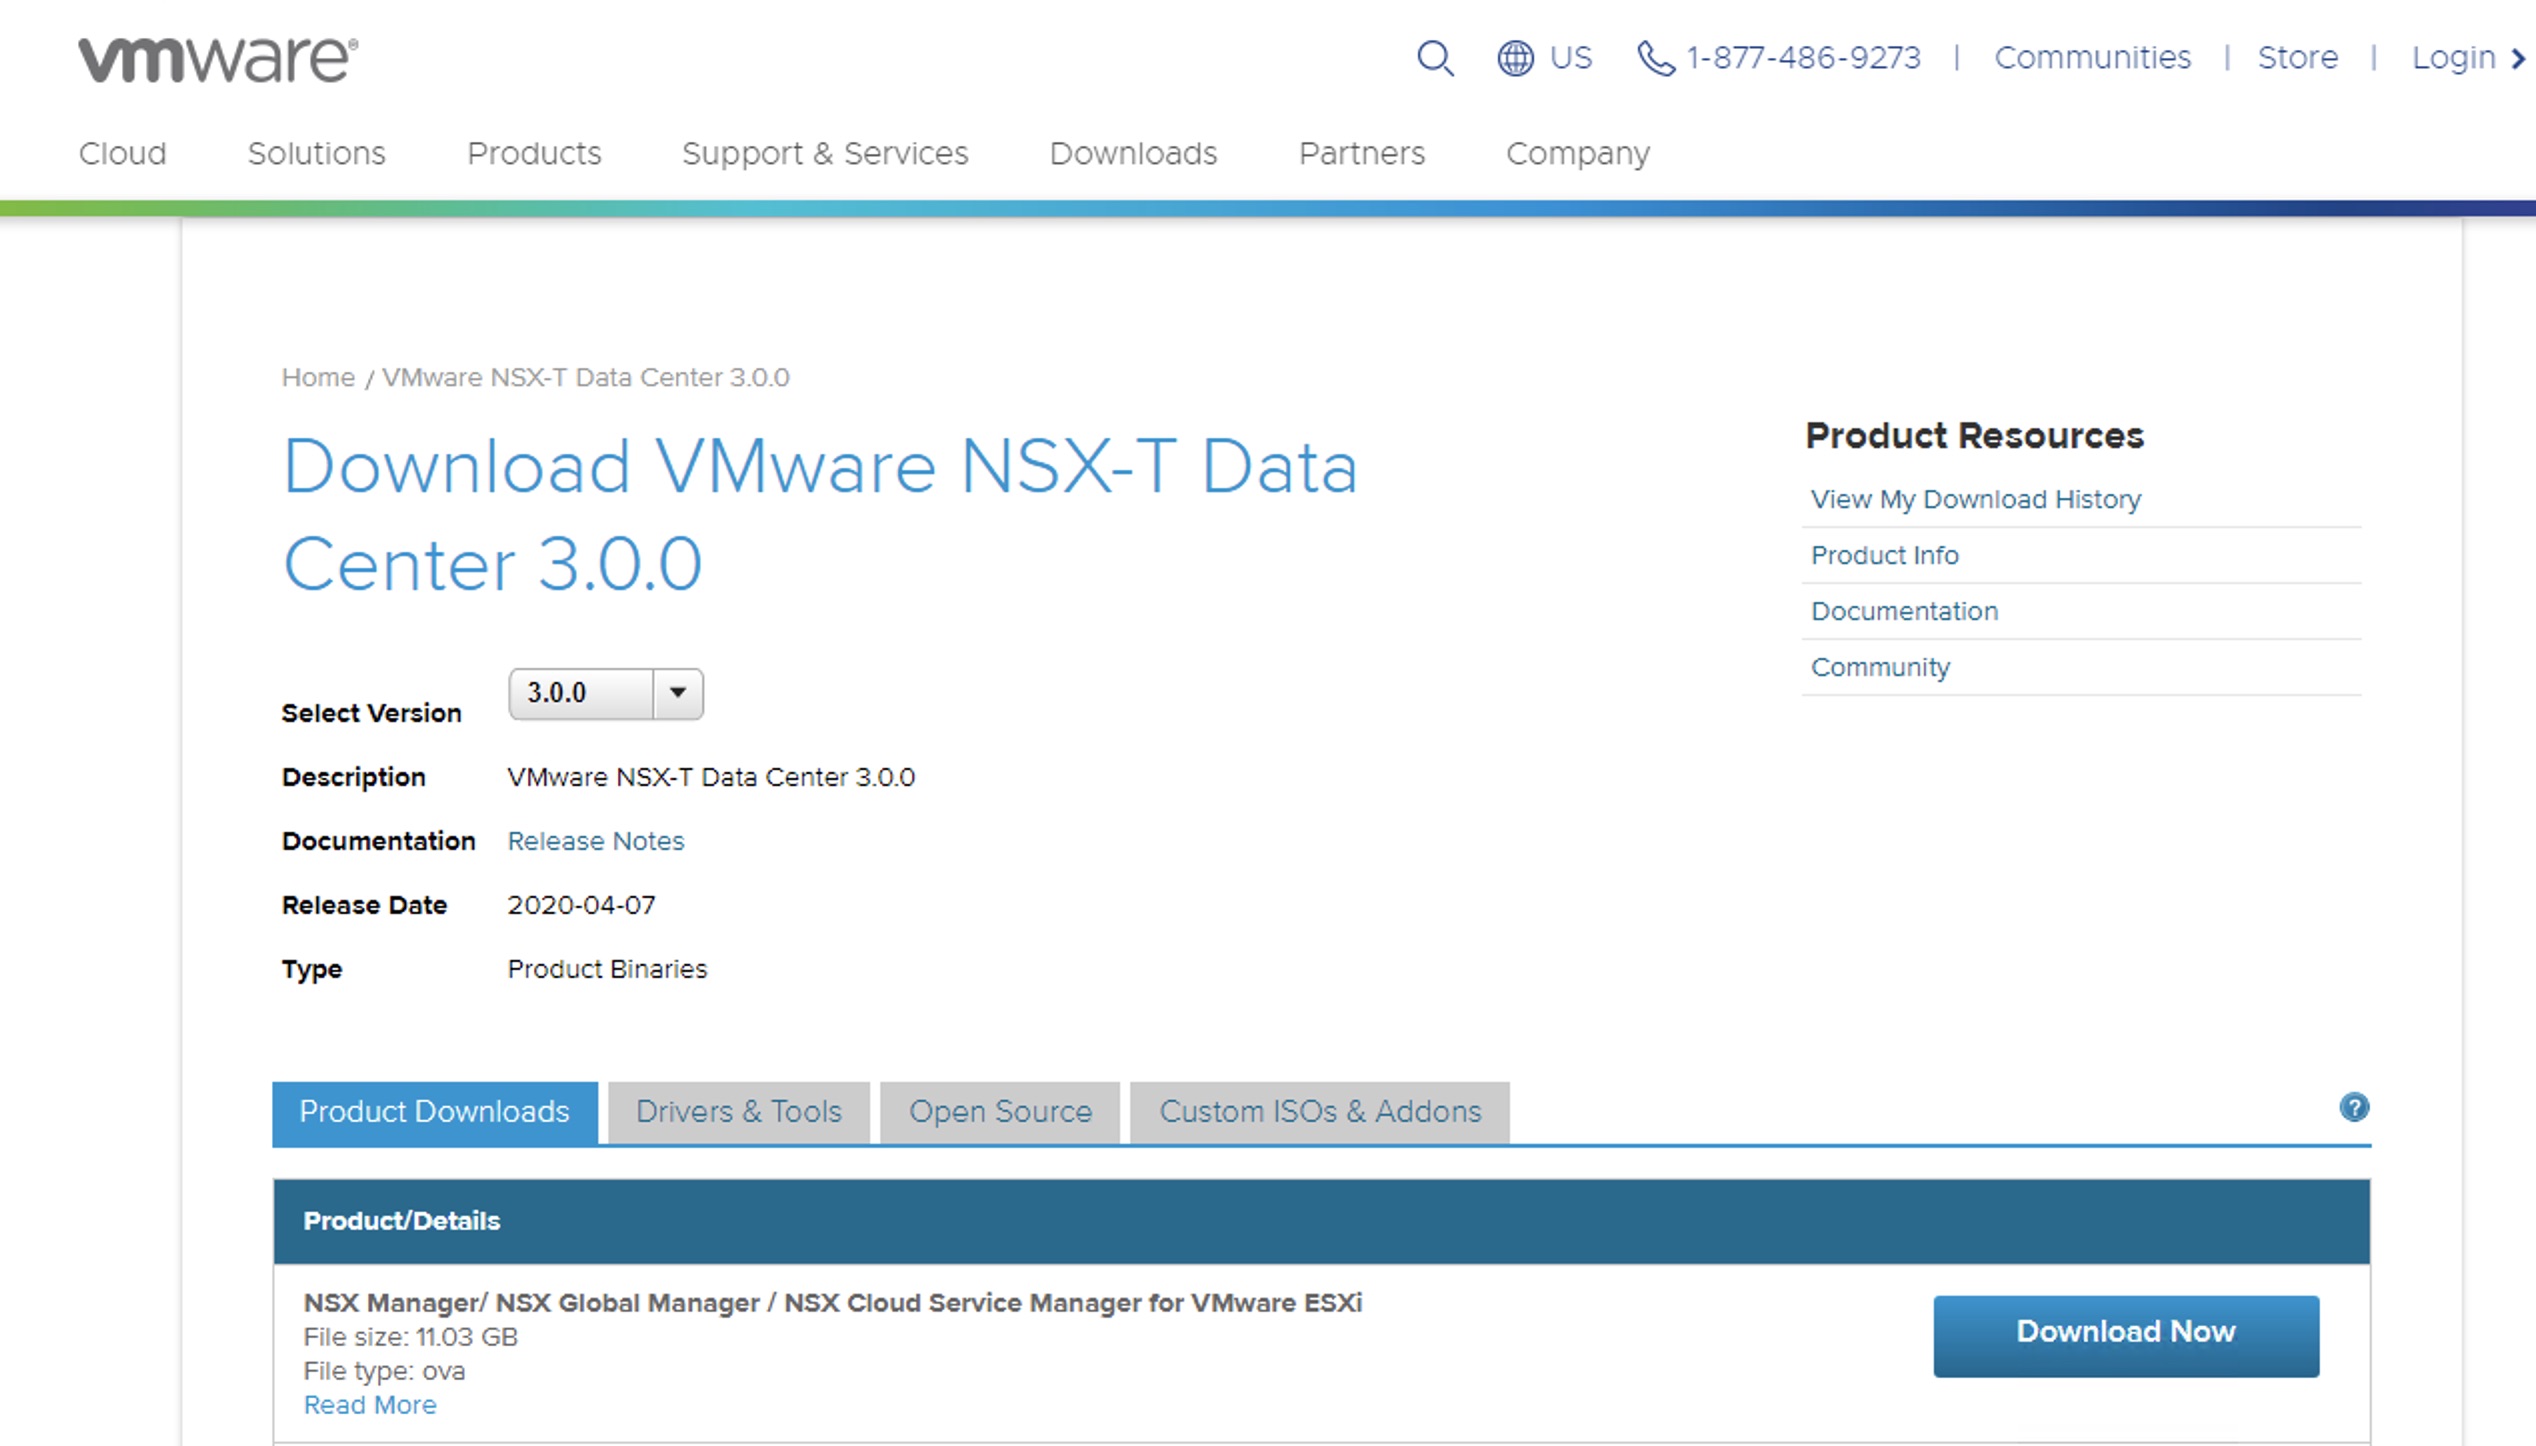 vmware®
US 1-877-486-9273 | Communities | Store | Login
Cloud Solutions Products Support & Services Downloads Partners Company
Home / VMware NSX-T Data Center 3.0.0
Download VMware NSX-T Data
Center 3.0.0
Product Resources
View My Download History
Product Info
Documentation
Community
Select Version 3.0.0
Description VMware NSX-T Data Center 3.0.0
Documentation Release Notes
Release Date 2020-04-07
Type Product Binaries
Product Downloads Drivers & Tools Open Source Custom ISOs & Addons ?
Product/Details
NSX Manager/ NSX Global Manager / NSX Cloud Service Manager for VMware ESXi
File size: 11.03 GB
File type: ova
Read More
Download Now